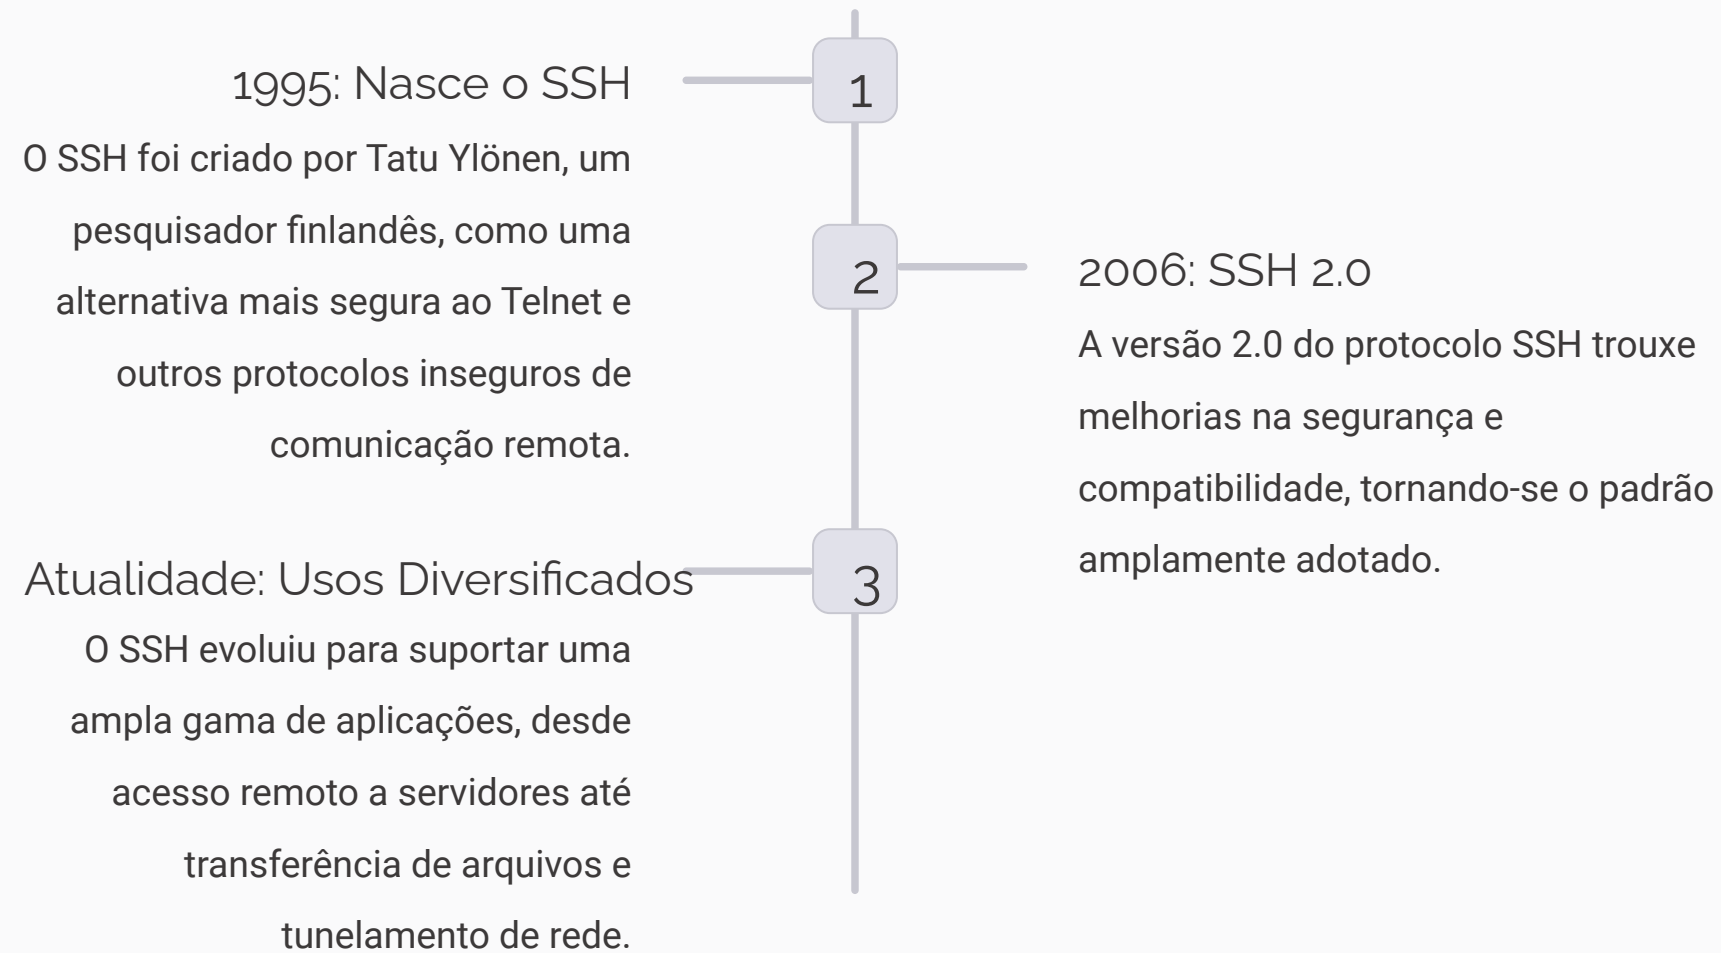 1995: Nasce o SSH
O SSH foi criado por Tatu Ylönen, um
pesquisador finlandês, como uma
alternativa mais segura ao Telnet e
outros protocolos inseguros de
comunicação remota.
1
2
2006: SSH 2.0
A versão 2.0 do protocolo SSH trouxe
melhorias na segurança e
compatibilidade, tornando-se o padrão
amplamente adotado.
3
Atualidade: Usos Diversificados
O SSH evoluiu para suportar uma
ampla gama de aplicações, desde
acesso remoto a servidores até
transferência de arquivos e
tunelamento de rede.